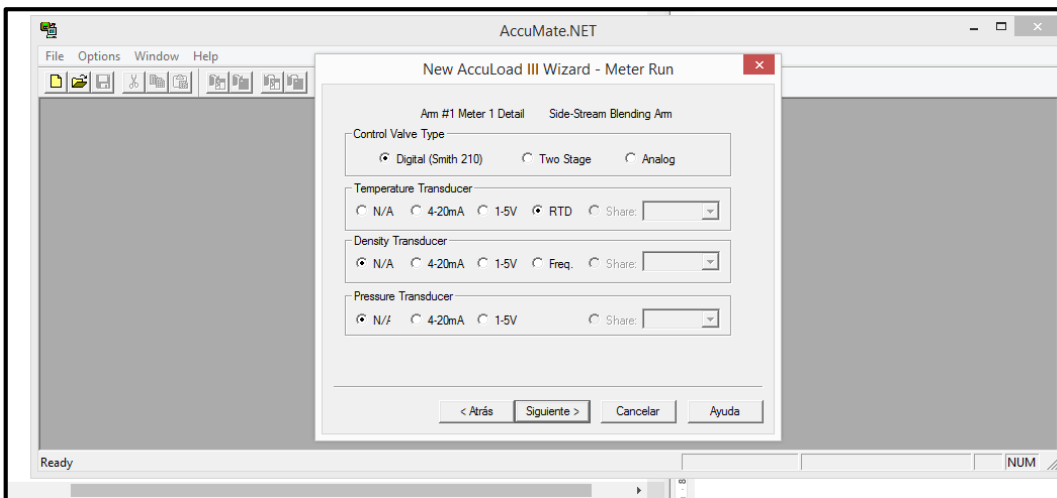 AccuMate.NET
File Options Window Help
New AccuLoad III Wizard - Meter Run
Arm #1 Meter 1 Detail Side-Stream Blending Arm
Control Valve Type
Digital (Smith 210) Two Stage Analog
Temperature Transducer
N/A 4-20mA 1-5V RTD Share:
Density Transducer
N/A 4-20mA 1-5V Freq. Share:
Pressure Transducer
N/A 4-20mA 1-5V Share:
< Atrás Siguiente > Cancelar Ayuda
Ready NUM
8